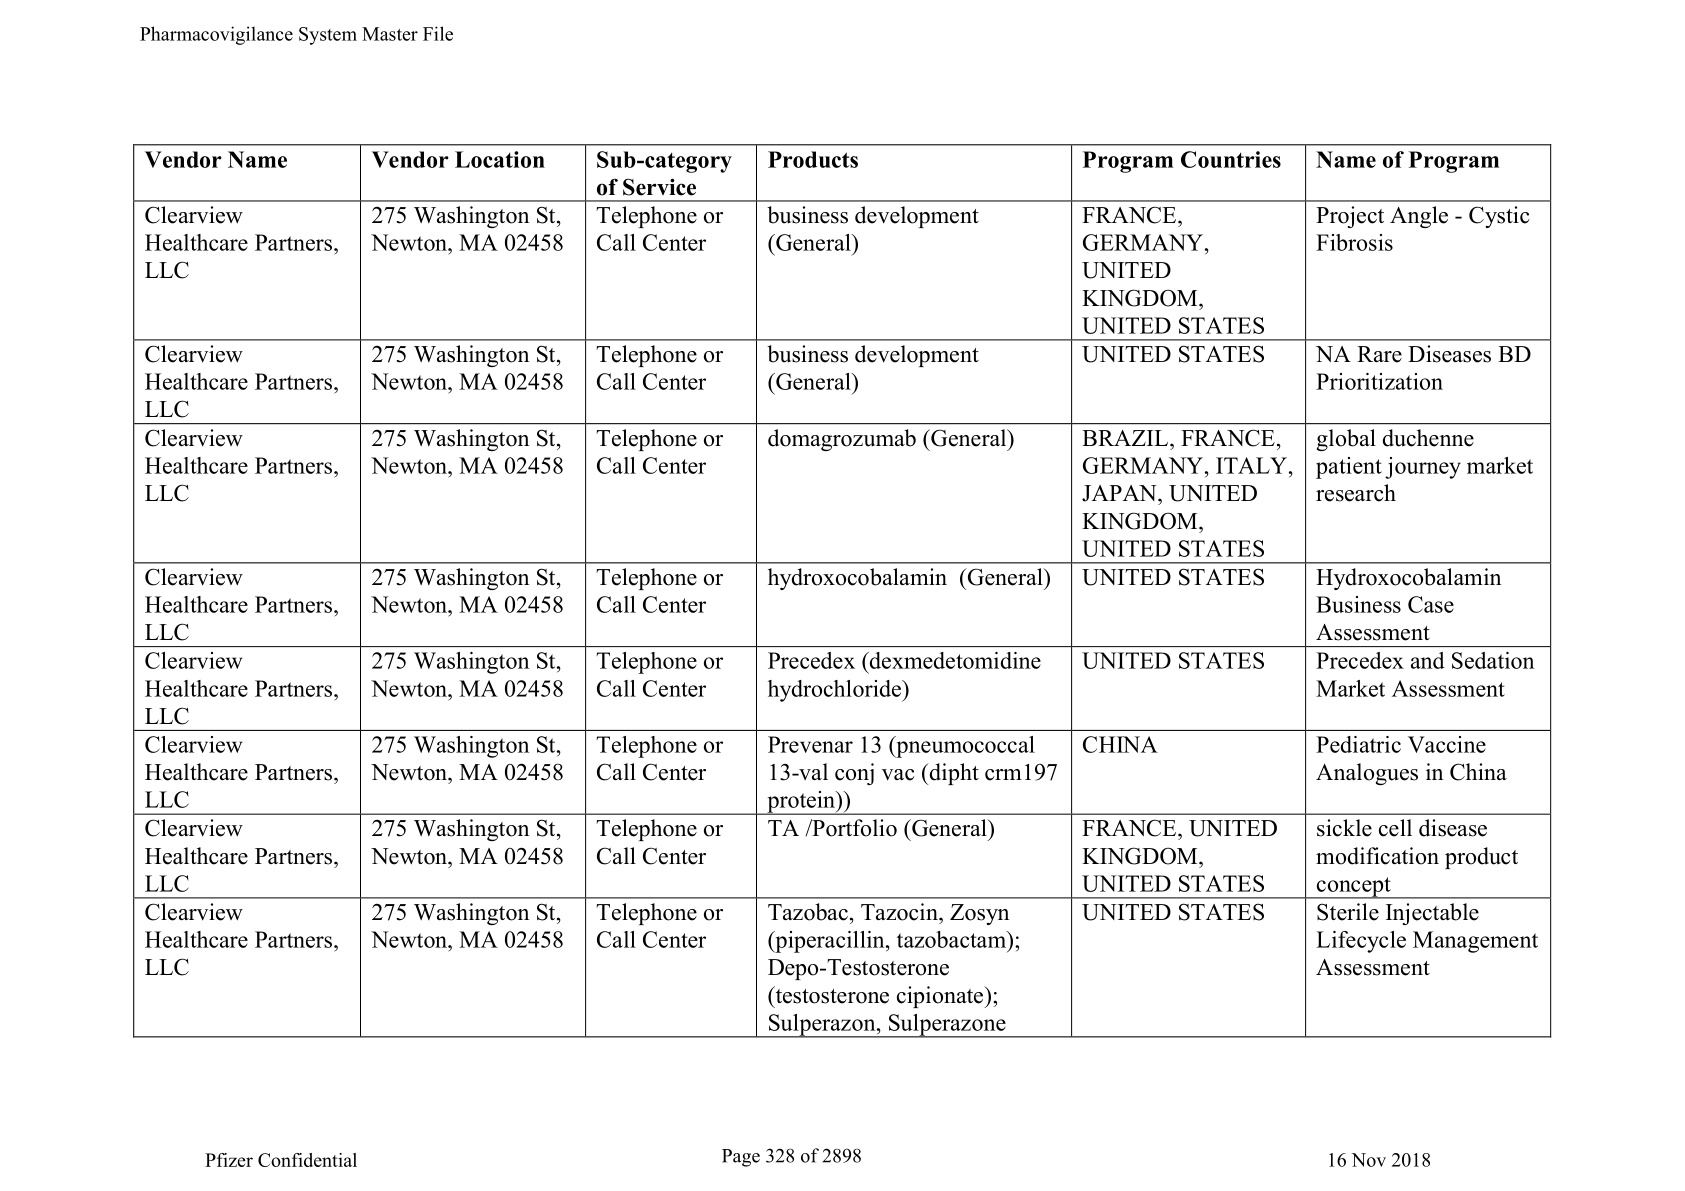 Pharmacovigilance System Master File
Vendor Name
Vendor Location
Sub-category
of Service
Products
Program Countries
Name of Program
Clearview
Healthcare Partners,
LLC
275 Washington St,
Newton, MA 02458
Telephone or
Call Center
business development
(General)
FRANCE,
GERMANY,
UNITED
KINGDOM,
UNITED STATES
Project Angle - Cystic
Fibrosis
Clearview
Healthcare Partners,
LLC
275 Washington St,
Newton, MA 02458
Telephone or
Call Center
business development
(General)
UNITED STATES
NA Rare Diseases BD
Prioritization
Clearview
Healthcare Partners,
LLC
275 Washington St,
Newton, MA 02458
Telephone or
Call Center
domagrozumab (General)
BRAZIL, FRANCE,
GERMANY, ITALY,
JAPAN, UNITED
KINGDOM,
UNITED STATES
global duchenne
patient journey market
research
Clearview
Healthcare Partners,
LLC
275 Washington St,
Newton, MA 02458
Telephone or
Call Center
hydroxocobalamin  (General)
UNITED STATES
Hydroxocobalamin
Business Case
Assessment
Clearview
Healthcare Partners,
LLC
275 Washington St,
Newton, MA 02458
Telephone or
Call Center
Precedex (dexmedetomidine
hydrochloride)
UNITED STATES
Precedex and Sedation
Market Assessment
Clearview
Healthcare Partners,
LLC
275 Washington St,
Newton, MA 02458
Telephone or
Call Center
Prevenar 13 (pneumococcal
13-val conj vac (dipht crm197
protein))
CHINA
Pediatric Vaccine
Analogues in China
Clearview
Healthcare Partners,
LLC
275 Washington St,
Newton, MA 02458
Telephone or
Call Center
TA /Portfolio (General)
FRANCE, UNITED
KINGDOM,
UNITED STATES
sickle cell disease
modification product
concept
Clearview
Healthcare Partners,
LLC
275 Washington St,
Newton, MA 02458
Telephone or
Call Center
Tazobac, Tazocin, Zosyn
(piperacillin, tazobactam);
Depo-Testosterone
(testosterone cipionate);
Sulperazon, Sulperazone
UNITED STATES
Sterile Injectable
Lifecycle Management
Assessment
Pfizer Confidential
Page 328 of 2898
16 Nov 2018